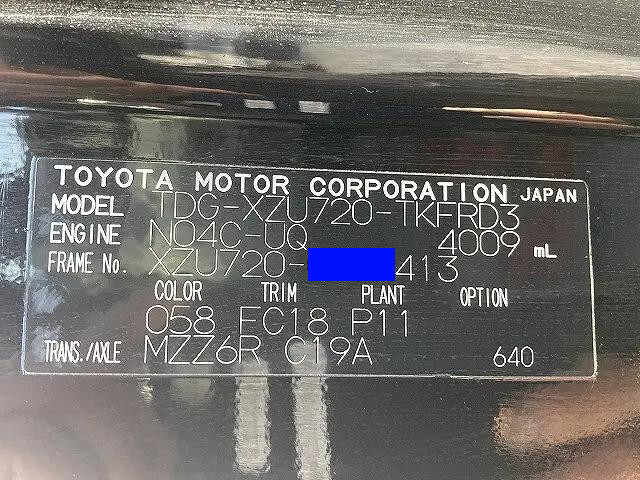 TOYOTA MOTOR CORPORATION JAPAN
MODEL TDG-XZU720-TKFRD3
ENGINE N04C-UQ 4009 mL
FRAME No. XZU720- 413
COLOR TRIM PLANT OPTION
058 FC18 P11
TRANS./AXLE MZZ6R C19A 640